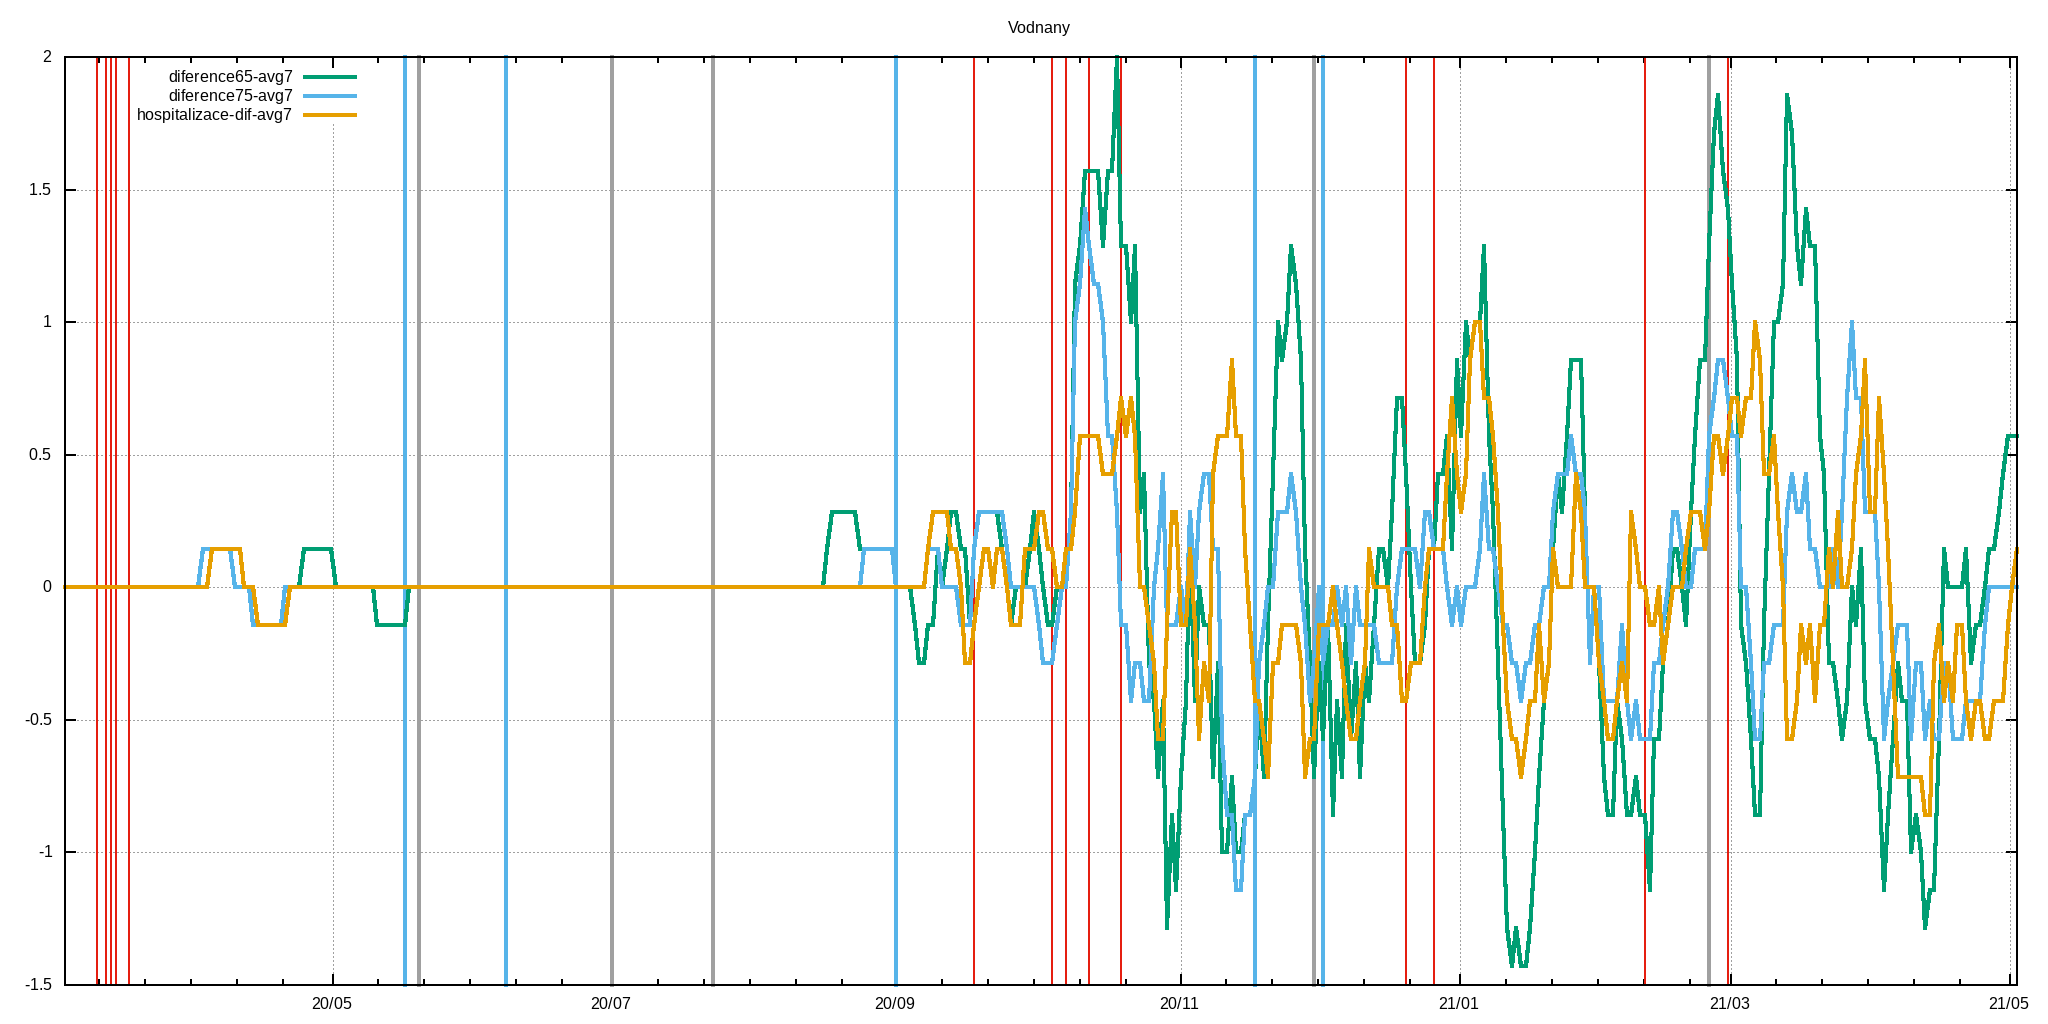 Vodnany
diference65-avg7
diference75-avg7
hospitalizace-dif-avg7
2
1.5
1
0.5
0
-0.5
-1
-1.5
20/05 20/07 20/09 20/11 21/01 21/03 21/05